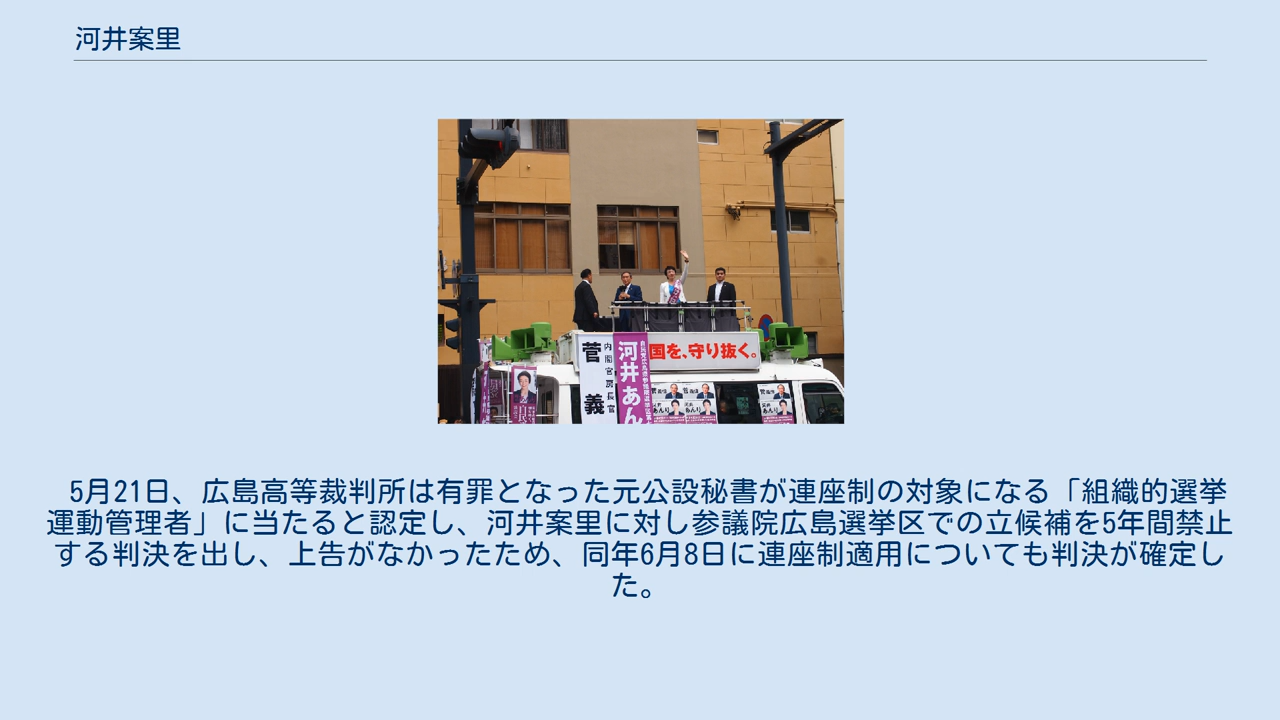 河井案里
国を、守り抜く。
菅 義
内閣官房長官
河井あん
5月21日、広島高等裁判所は有罪となった元公設秘書が連座制の対象になる「組織的選挙
運動管理者」に当たると認定し、河井案里に対し参議院広島選挙区での立候補を5年間禁止
する判決を出し、上告がなかったため、同年6月8日に連座制適用についても判決が確定し
た。